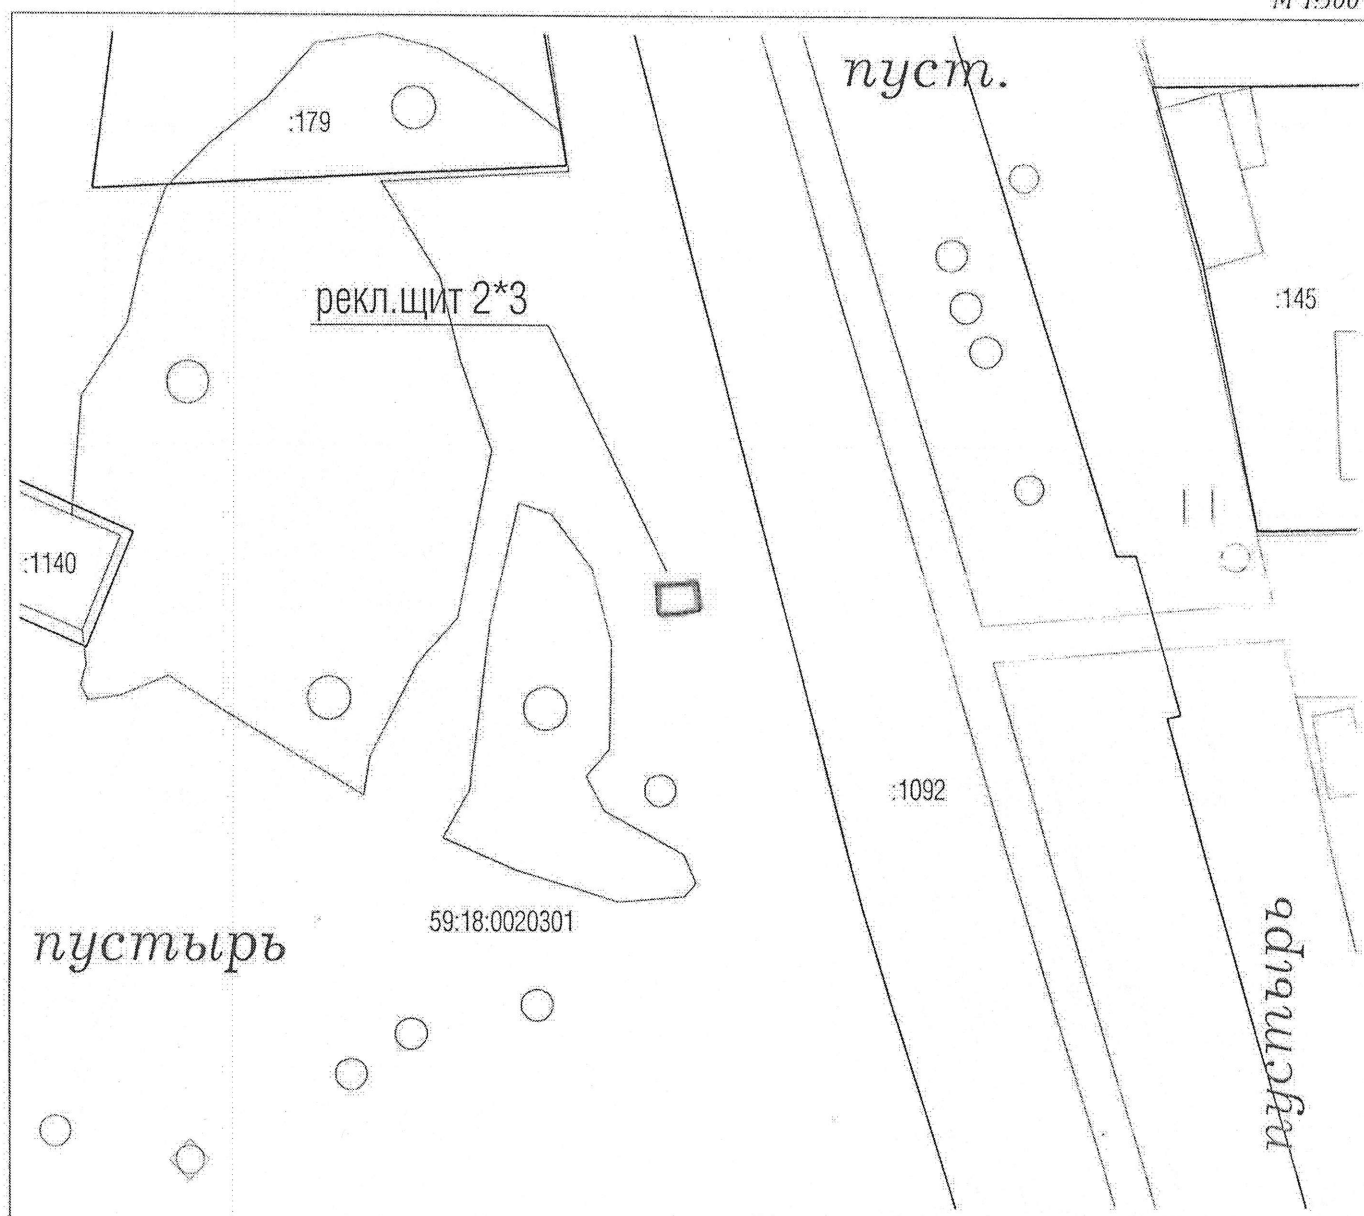 М 1:500
пуст.
:179
рекл.щит 2*3
:145
:1140
:1092
59:18:0020301
пустырь
пустырь